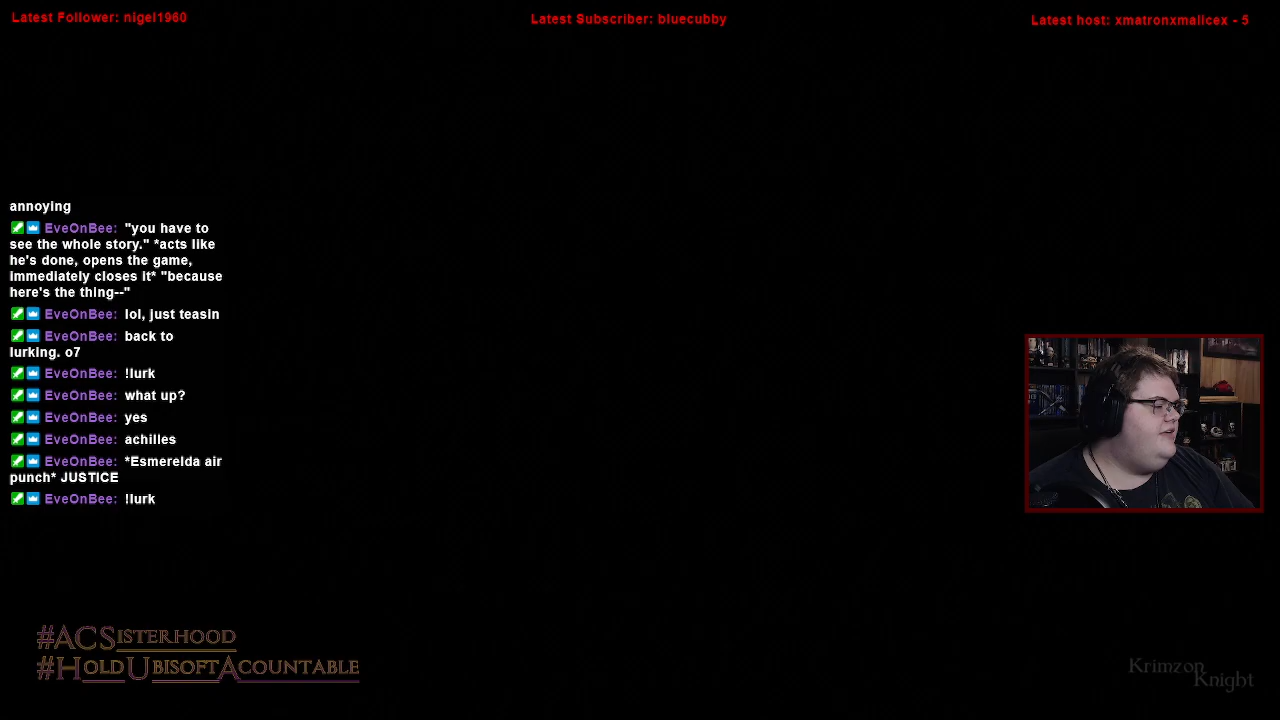 Latest Follower: nigel1960
Latest Subscriber: bluecubby
Latest host: xmatronxmalicex - 5
annoying
EveOnBee: "you have to
see the whole story." *acts like
he's done, opens the game,
immediately closes it* "because
here's the thing--"
EveOnBee: lol, just teasin
EveOnBee: back to
lurking. o7
EveOnBee: !lurk
EveOnBee: what up?
EveOnBee: yes
EveOnBee: achilles
EveOnBee: *Esmerelda air
punch* JUSTICE
EveOnBee: !lurk
#ACSisterhood
#HoldUbisoftAcountable
Krimzon
Knight